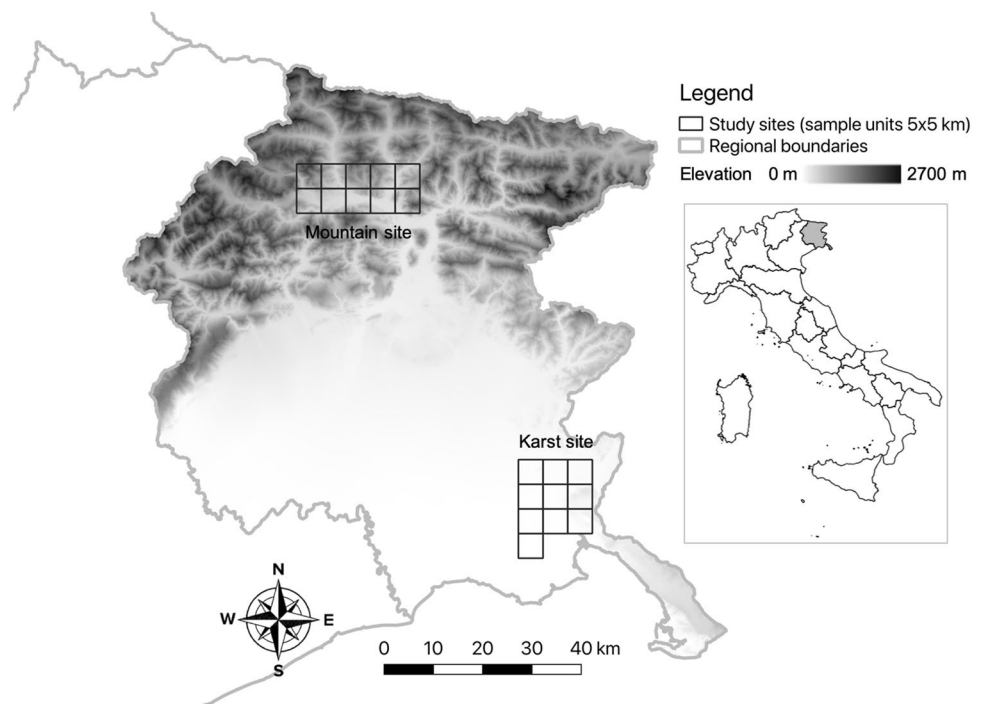 Legend
Study sites (sample units 5x5 km)
Regional boundaries
Elevation 0 m 2700 m
Mountain site
Karst site
N
W E
S
0 10 20 30 40 km